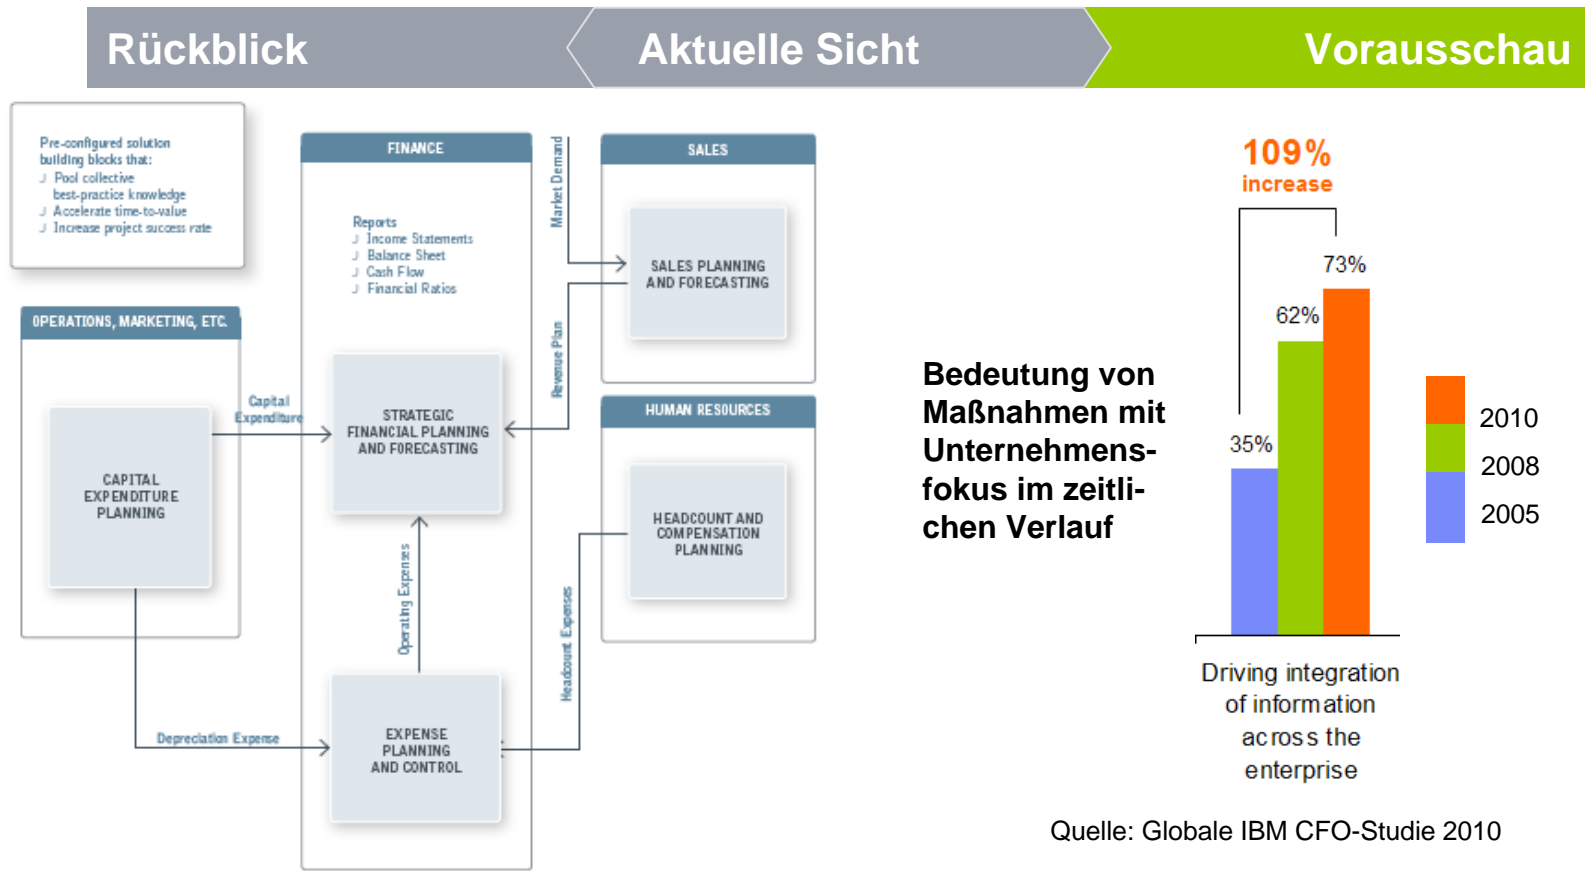 Rückblick
Aktuelle Sicht
Vorausschau
Pre-configured solution
building blocks that:
Pool collective
best-practice knowledge
Accelerate time-to-value
Increase project success rate
OPERATIONS, MARKETING, ETC.
CAPITAL
EXPENDITURE
PLANNING
Capital
Expenditure
Depreciation Expense
FINANCE
Reports
Income Statements
Balance Sheet
Cash Flow
Financial Ratios
STRATEGIC
FINANCIAL PLANNING
AND FORECASTING
Operating Expenses
EXPENSE
PLANNING
AND CONTROL
Market Demand
Revenue Plan
Headcount Expenses
SALES
SALES PLANNING
AND FORECASTING
HUMAN RESOURCES
HEADCOUNT AND
COMPENSATION
PLANNING
Bedeutung von
Maßnahmen mit
Unternehmens-
fokus im zeitli-
chen Verlauf
109%
increase
73%
62%
35%
2010
2008
2005
Driving integration
of information
across the
enterprise
Quelle: Globale IBM CFO-Studie 2010